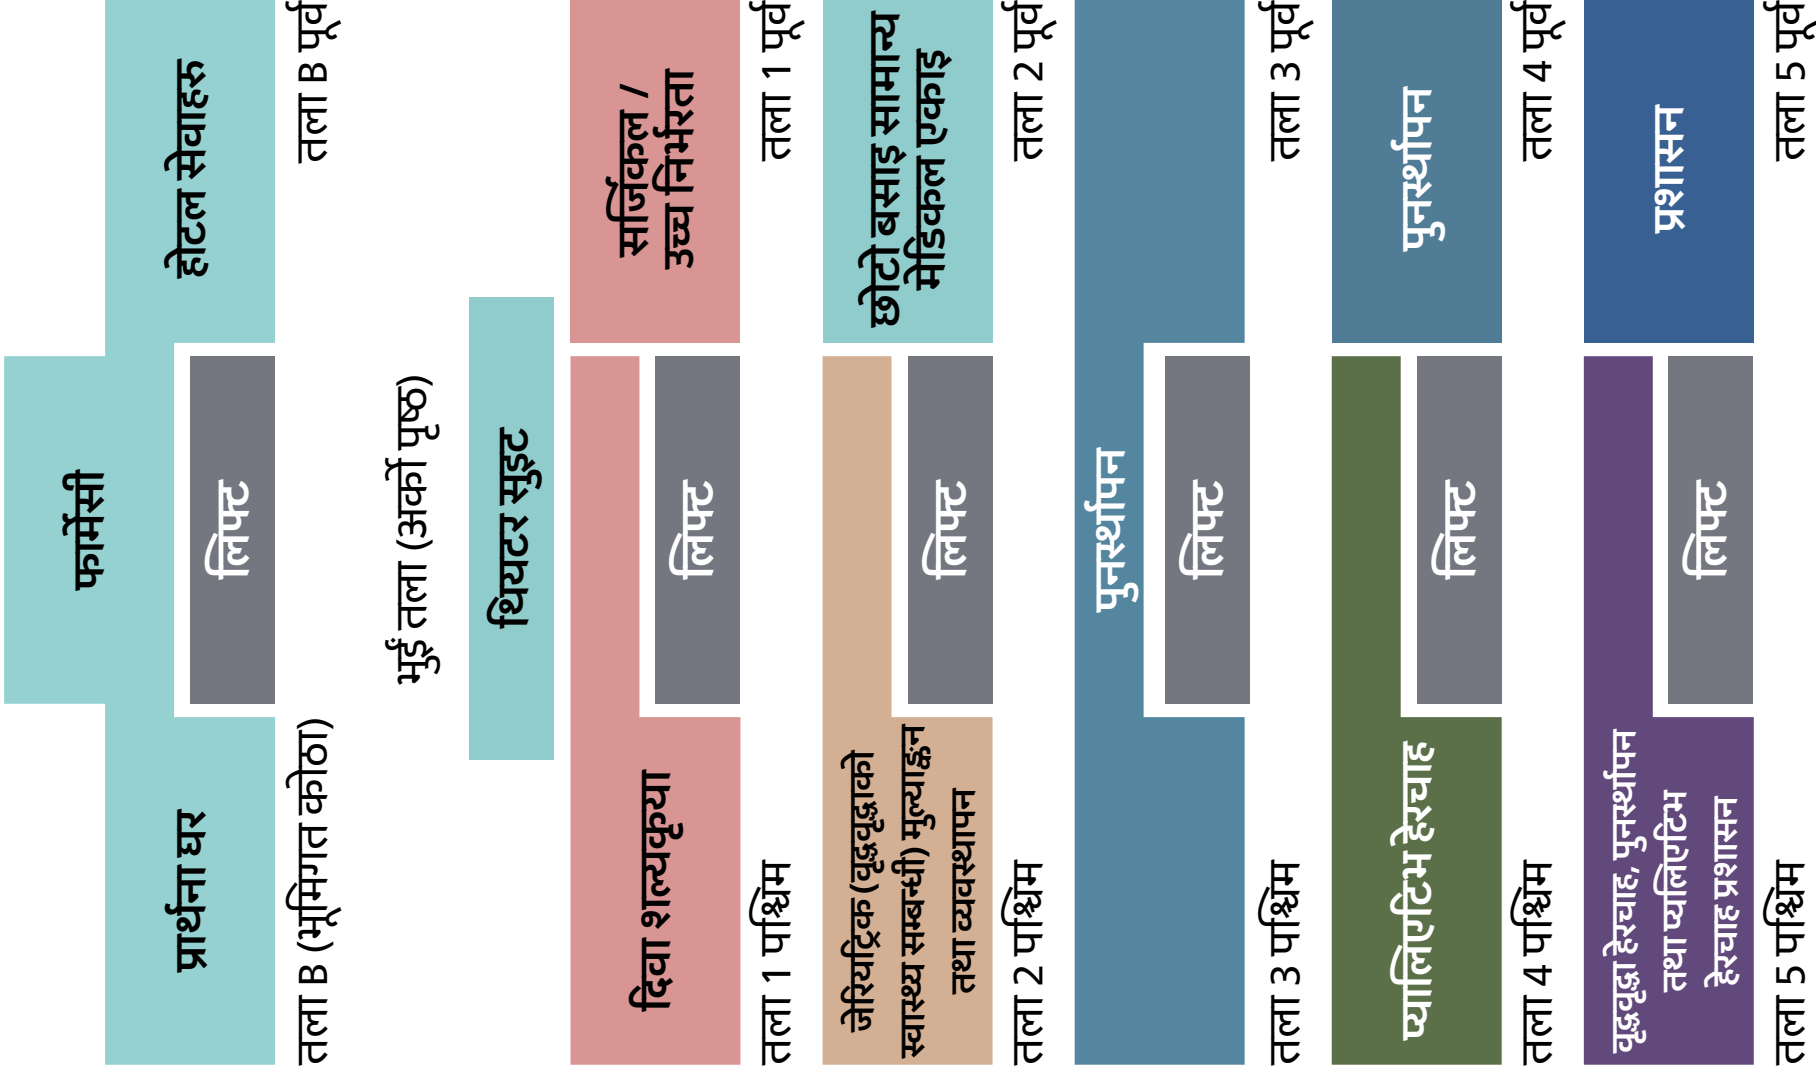 फार्मेसी
प्रार्थना घर
लिफ्ट
होटल सेवाहरु
तला B (भूमिगत कोठा)
तला B पूर्व
भुइँ तला (अर्को पृष्ठ)
थियटर सुइट
दिवा शल्यकृया
लिफ्ट
सर्जिकल /
उच्च निर्भरता
तला 1 पश्चिम
तला 1 पूर्व
जेरियाट्रिक (वृद्धवृद्धाको
स्वास्थ्य सम्बन्धी) मुल्याङ्कन
तथा व्यवस्थापन
लिफ्ट
छोटो बसाइ सामान्य
मेडिकल एकाइ
तला 2 पश्चिम
तला 2 पूर्व
पुनर्स्थापन
लिफ्ट
तला 3 पश्चिम
तला 3 पूर्व
प्यालिएटिभ हेरचाह
लिफ्ट
पुनर्स्थापन
तला 4 पश्चिम
तला 4 पूर्व
वृद्धवृद्धा हेरचाह, पुनर्स्थापन
तथा प्यालिएटिभ
हेरचाह प्रशासन
लिफ्ट
प्रशासन
तला 5 पश्चिम
तला 5 पूर्व